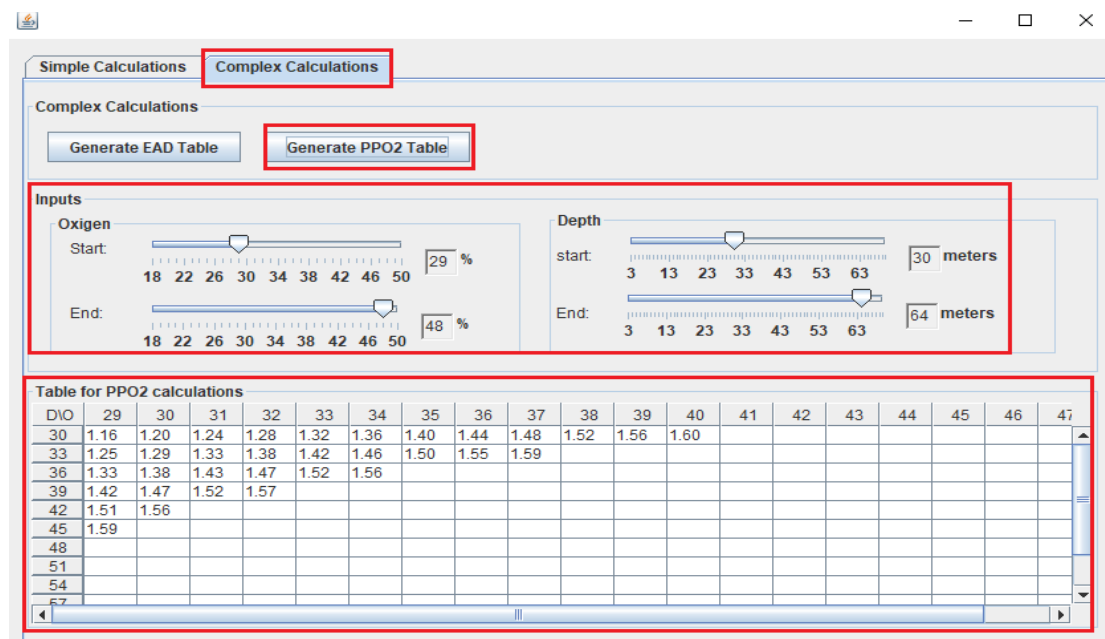 Simple Calculations Complex Calculations
Complex Calculations
Generate EAD Table Generate PPO2 Table
Inputs
Oxigen
Start:
29 %
18 22 26 30 34 38 42 46 50
End:
48 %
18 22 26 30 34 38 42 46 50
Depth
start:
30 meters
3 13 23 33 43 53 63
End:
64 meters
3 13 23 33 43 53 63
Table for PPO2 calculations
D\O 29 30 31 32 33 34 35 36 37 38 39 40 41 42 43 44 45 46 47
30 1.16 1.20 1.24 1.28 1.32 1.36 1.40 1.44 1.48 1.52 1.56 1.60
33 1.25 1.29 1.33 1.38 1.42 1.46 1.50 1.55 1.59
36 1.33 1.38 1.43 1.47 1.52 1.56
39 1.42 1.47 1.52 1.57
42 1.51 1.56
45 1.59
48
51
54
57